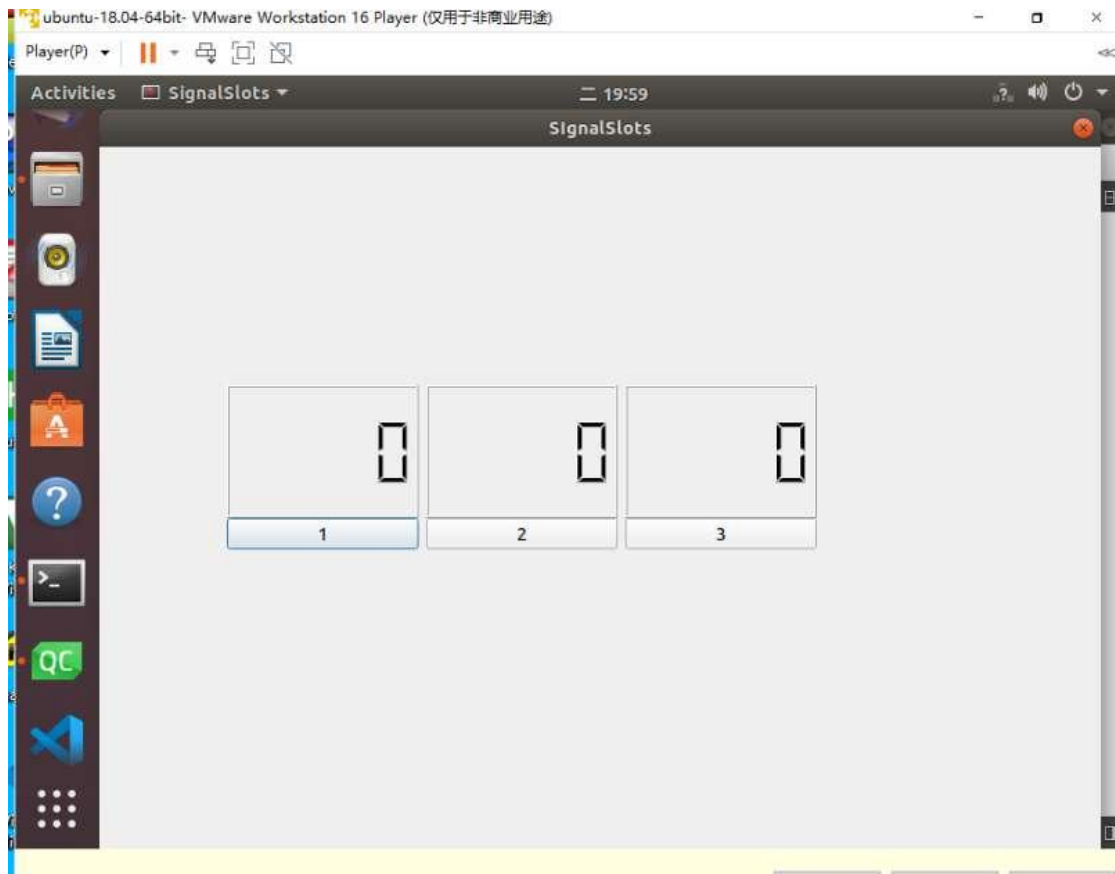 ubuntu-18.04-64bit- VMware Workstation 16 Player (仅用于非商业用途)
Player(P)
Activities SignalSlots 二 19:59
SIgnalSlots
0 0 0
1 2 3
QC